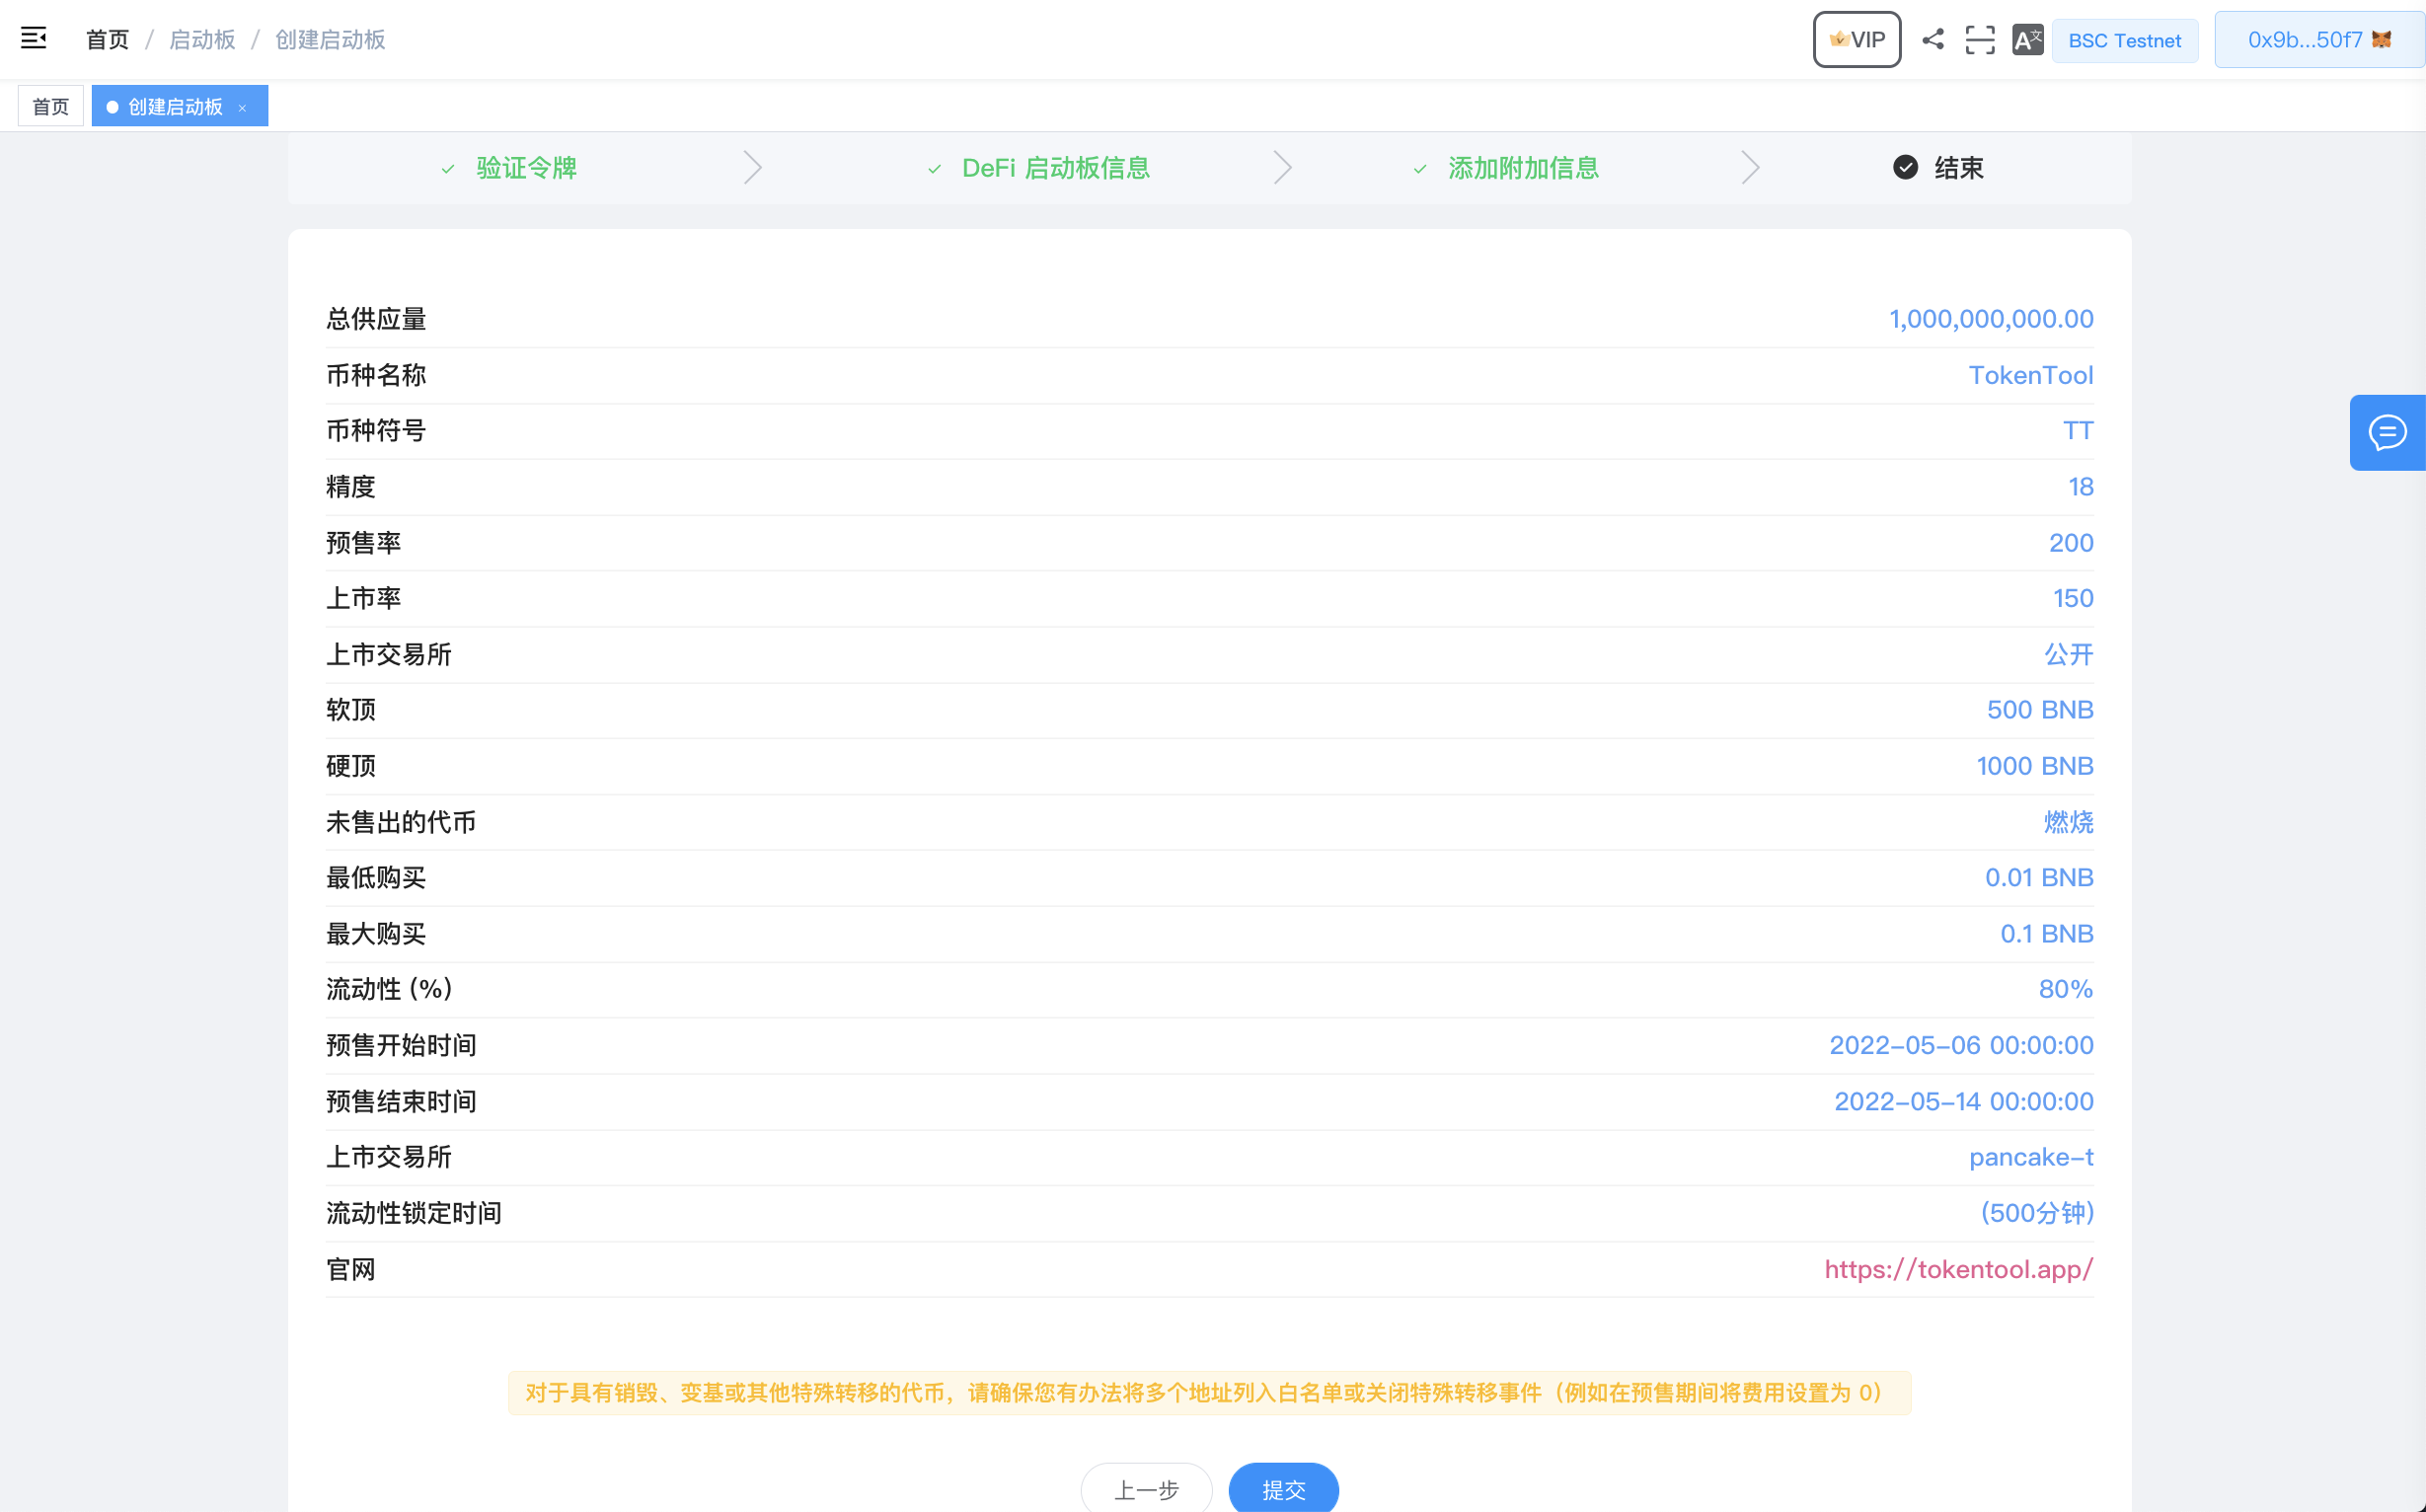 首页 / 启动板 / 创建启动板 VIP A文 BSC Testnet 0x9b...50f7
首页 创建启动板 ×
验证令牌 DeFi 启动板信息 添加附加信息 结束
总供应量 1,000,000,000.00
币种名称 TokenTool
币种符号 TT
精度 18
预售率 200
上市率 150
上市交易所 公开
软顶 500 BNB
硬顶 1000 BNB
未售出的代币 燃烧
最低购买 0.01 BNB
最大购买 0.1 BNB
流动性 (%) 80%
预售开始时间 2022-05-06 00:00:00
预售结束时间 2022-05-14 00:00:00
上市交易所 pancake-t
流动性锁定时间 (500分钟)
官网 https://tokentool.app/
对于具有销毁、变基或其他特殊转移的代币，请确保您有办法将多个地址列入白名单或关闭特殊转移事件（例如在预售期间将费用设置为 0）
上一步 提交